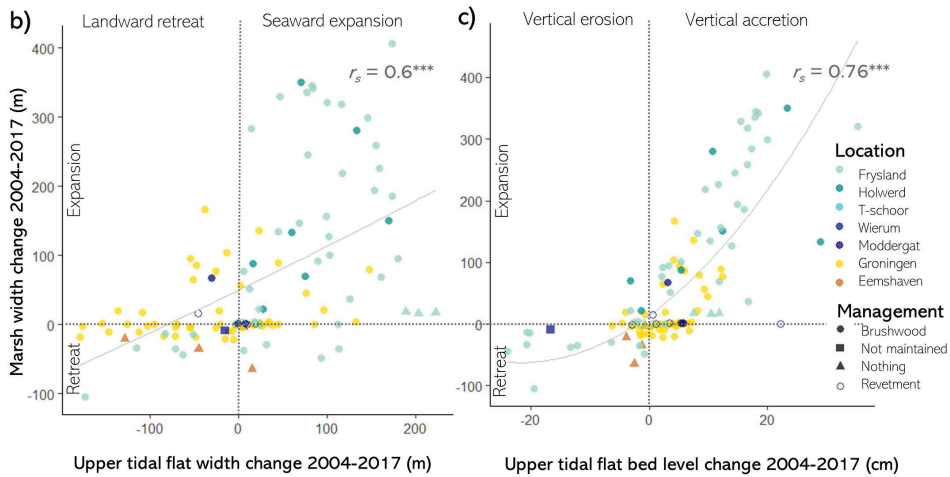 b)
Landward retreat
Seaward expansion
rs = 0.6***
Marsh width change 2004-2017 (m)
Expansion
Retreat
400
300
200
100
0
-100
-100
0
100
200
Upper tidal flat width change 2004-2017 (m)
c)
Vertical erosion
Vertical accretion
rs = 0.76***
Expansion
Retreat
400
300
200
100
0
-100
-20
0
20
Upper tidal flat bed level change 2004-2017 (cm)
Location
Frysland
Holwerd
T-schoor
Wierum
Moddergat
Groningen
Eemshaven
Management
Brushwood
Not maintained
Nothing
Revetment